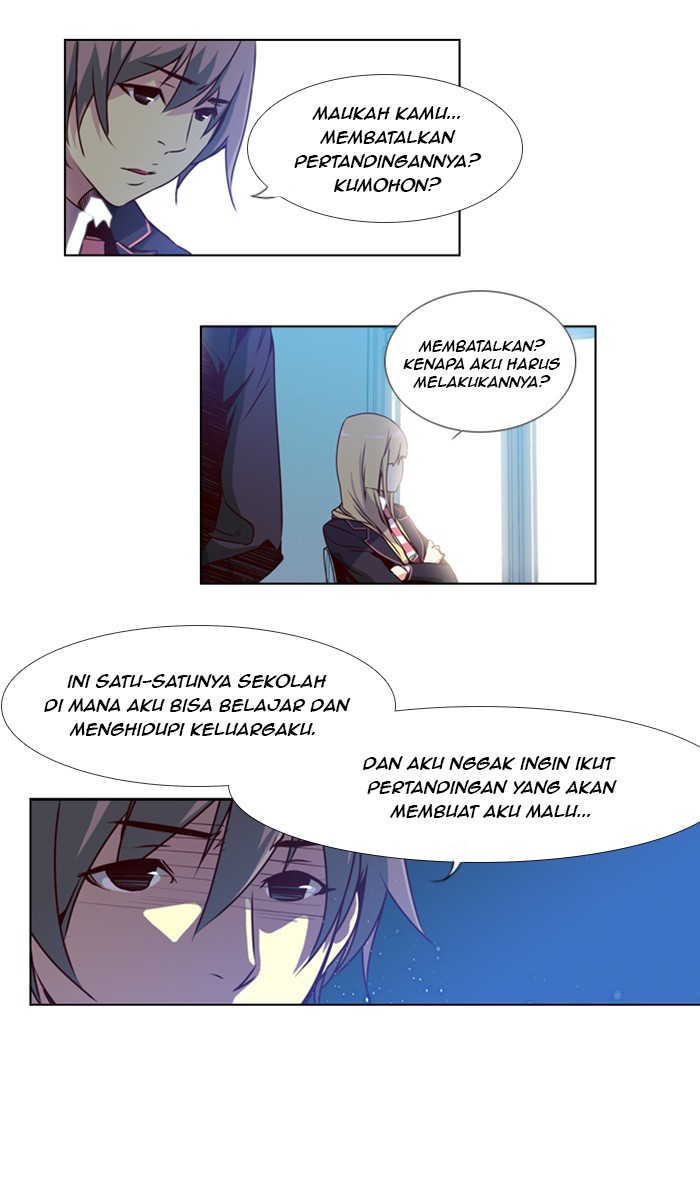 MAUKAH KAMU...
MEMBATALKAN
PERTANDINGANNYA?
KUMOHON?
MEMBATALKAN?
KENAPA AKU HARUS
MELAKUKANNYA?
INI SATU-SATUNYA SEKOLAH
DI MANA AKU BISA BELAJAR DAN
MENGHIDUPI KELUARGAKU.
DAN AKU NGGAK INGIN IKUT
PERTANDINGAN YANG AKAN
MEMBUAT AKU MALU...